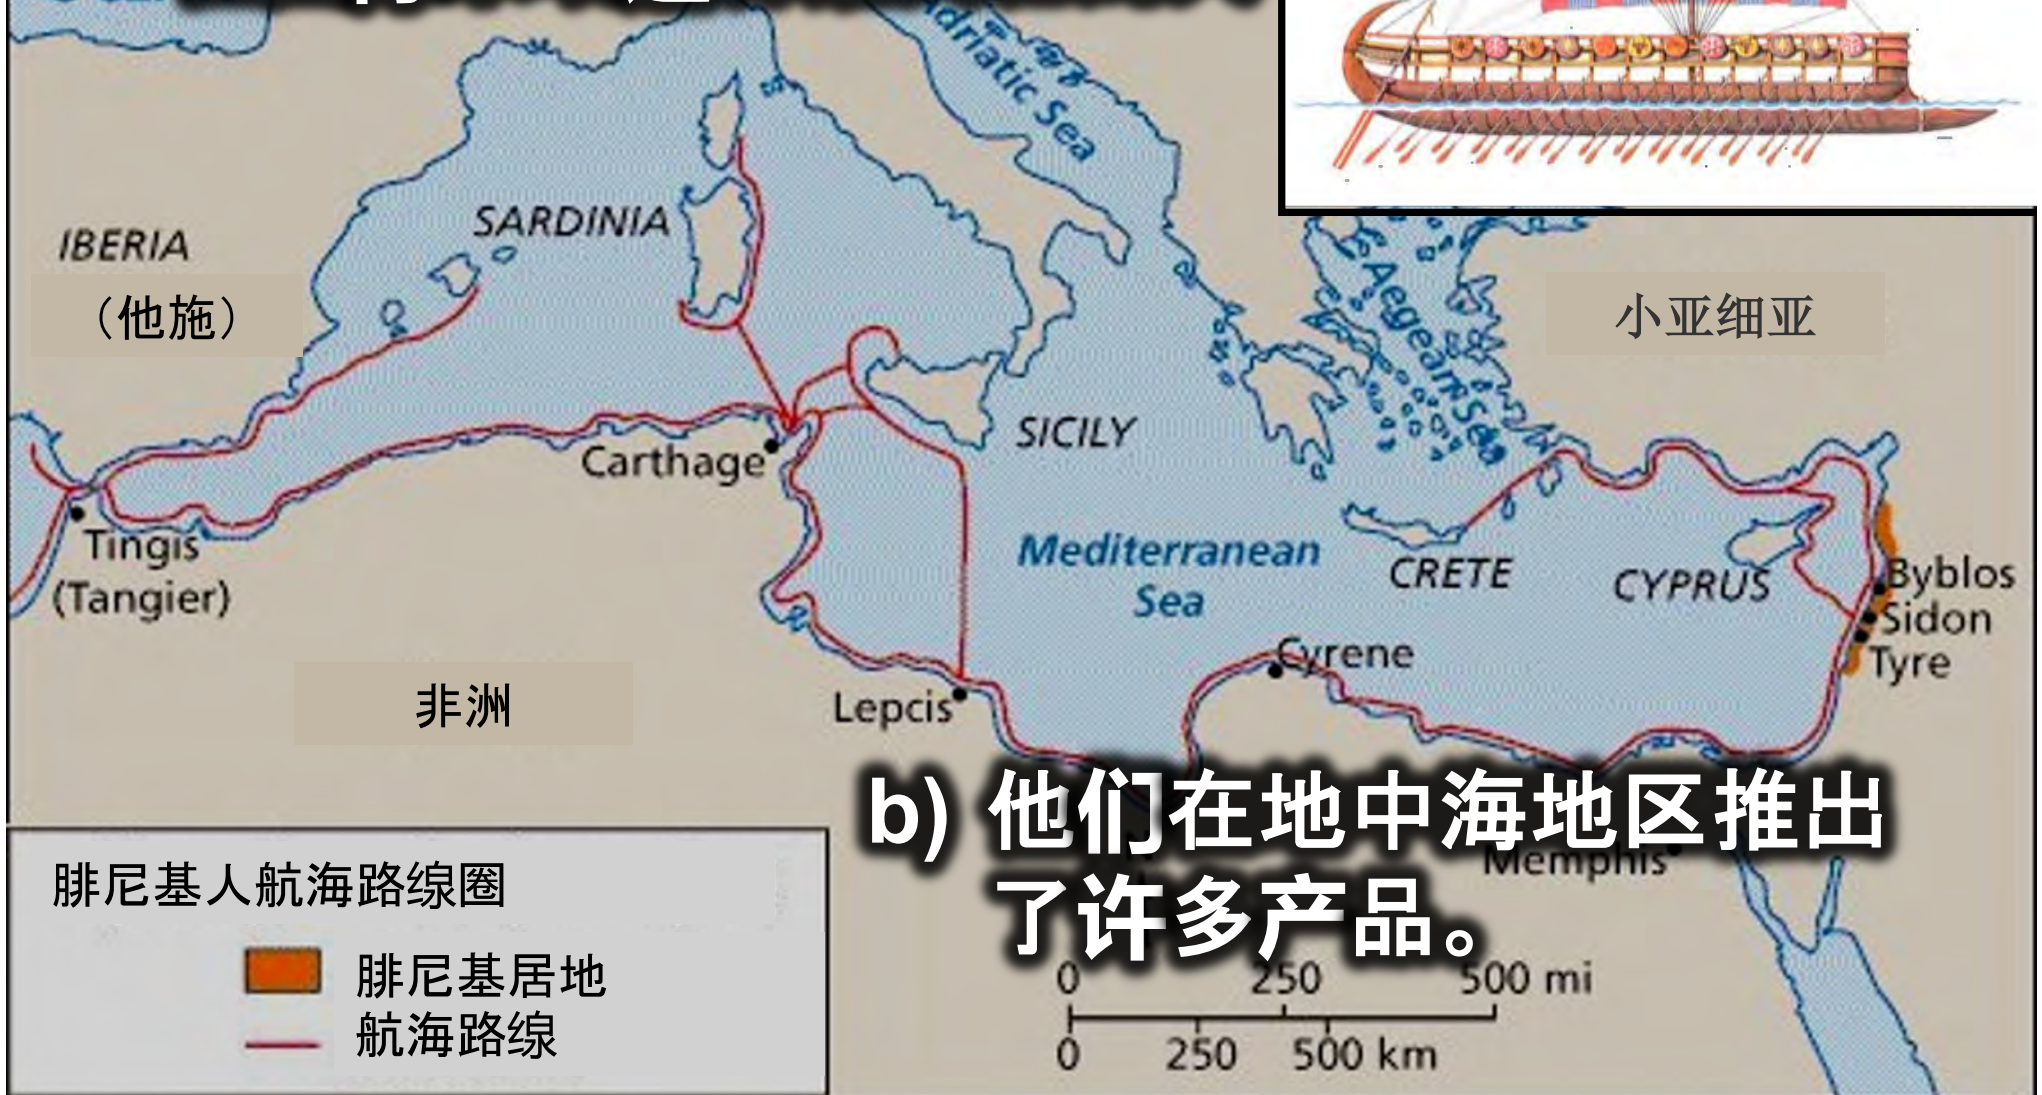 Adriatic Sea
IBERIA
（他施）
SARDINIA
Aegean Sea
小亚细亚
SICILY
Carthage
Tingis
(Tangier)
Mediterranean
Sea
CRETE
CYPRUS
Byblos
Sidon
Tyre
Cyrene
Lepcis
非洲
b) 他们在地中海地区推出
了许多产品。
Memphis
腓尼基人航海路线圈
腓尼基居地
航海路线
0 250 500 mi
0 250 500 km